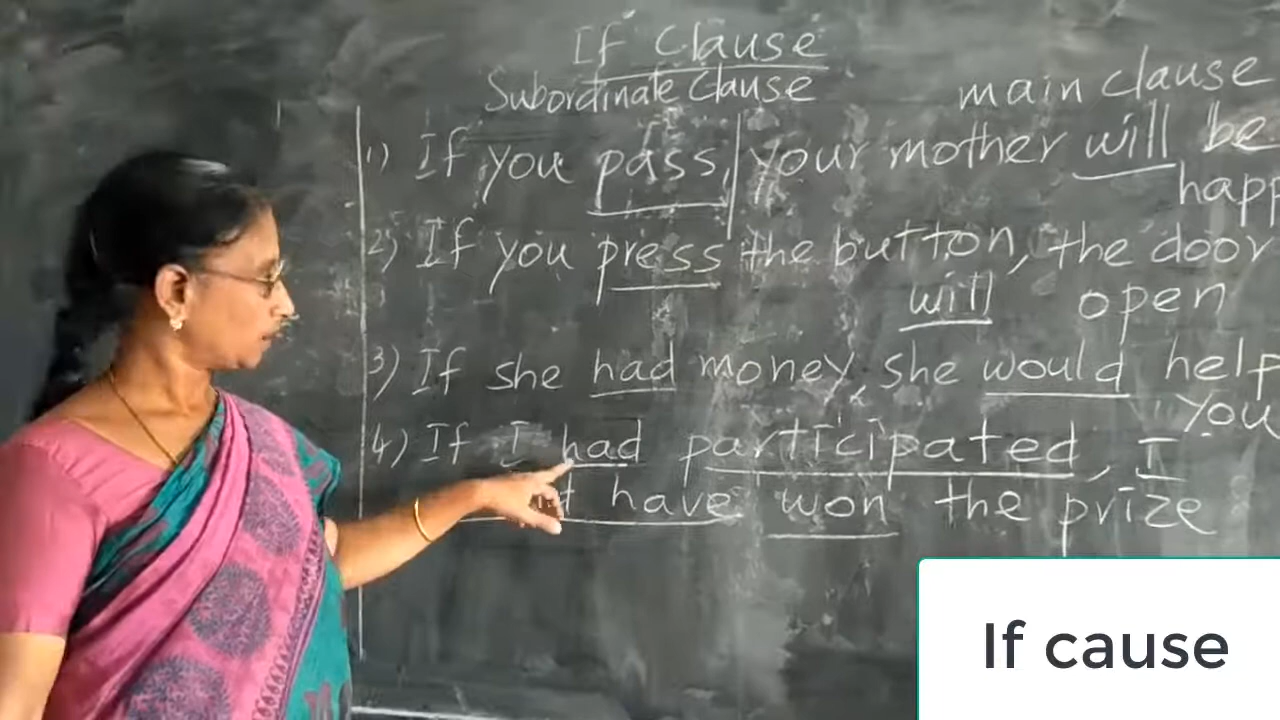 If Clause
Subordinate Clause main clause
1) If you pass, your mother will be
happ
2) If you press the button, the door
will open
3) If she had money, she would help
you
4) If I had participated, I
have won the prize
If cause